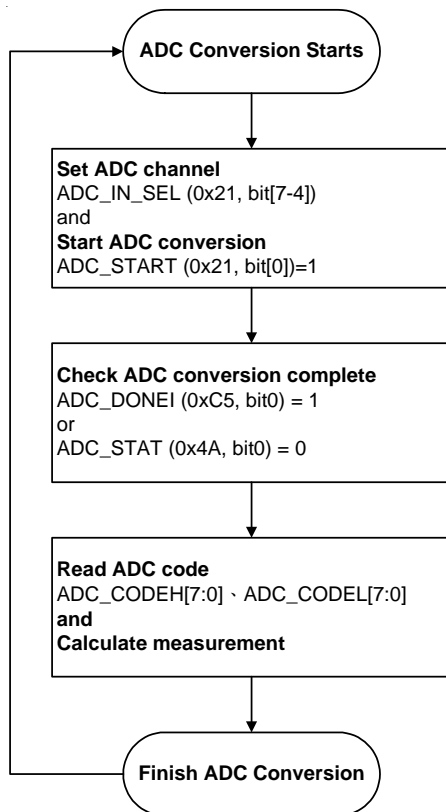 ADC Conversion Starts
Set ADC channel
ADC_IN_SEL (0x21, bit[7-4])
and
Start ADC conversion
ADC_START (0x21, bit[0])=1
Check ADC conversion complete
ADC_DONEI (0xC5, bit0) = 1
or
ADC_STAT (0x4A, bit0) = 0
Read ADC code
ADC_CODEH[7:0]、ADC_CODEL[7:0]
and
Calculate measurement
Finish ADC Conversion